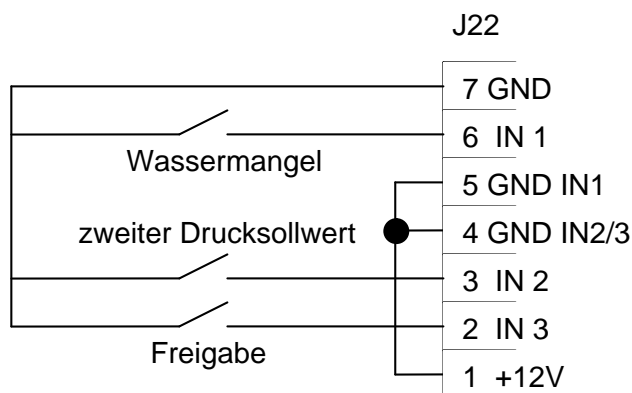 J22
7 GND
6 IN 1
Wassermangel
5 GND IN1
zweiter Drucksollwert
4 GND IN2/3
3 IN 2
2 IN 3
Freigabe
1 +12V